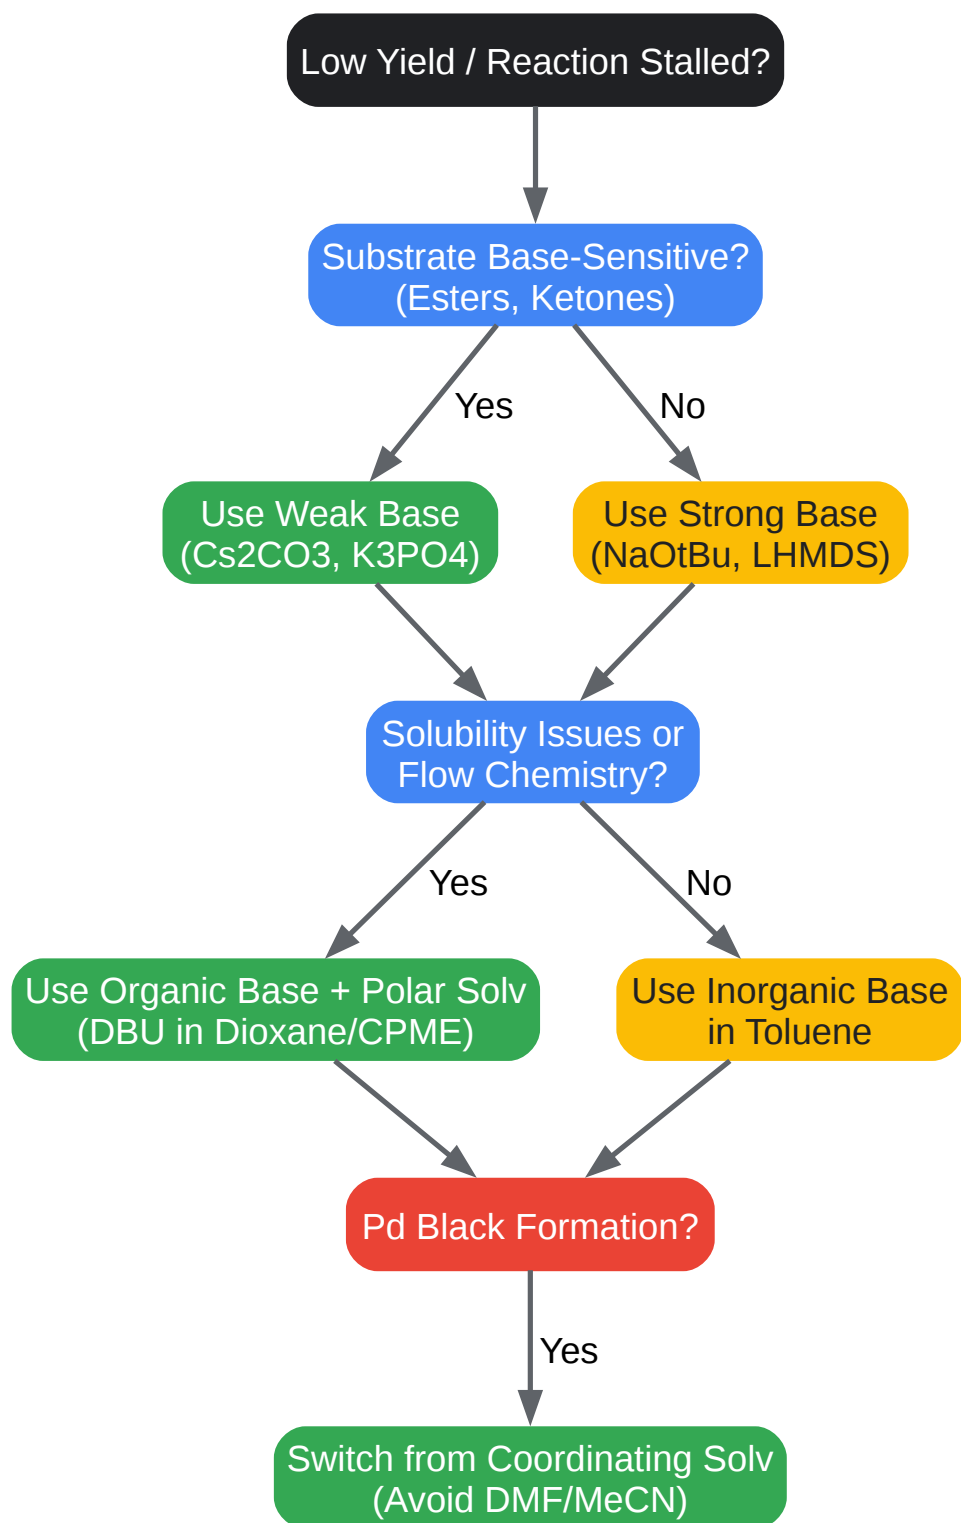 Low Yield / Reaction Stalled?
Substrate Base-Sensitive?
(Esters, Ketones)
Yes
No
Use Weak Base
(Cs2CO3, K3PO4)
Use Strong Base
(NaOtBu, LHMDS)
Solubility Issues or
Flow Chemistry?
Yes
No
Use Organic Base + Polar Solv
(DBU in Dioxane/CPME)
Use Inorganic Base
in Toluene
Pd Black Formation?
Yes
Switch from Coordinating Solv
(Avoid DMF/MeCN)